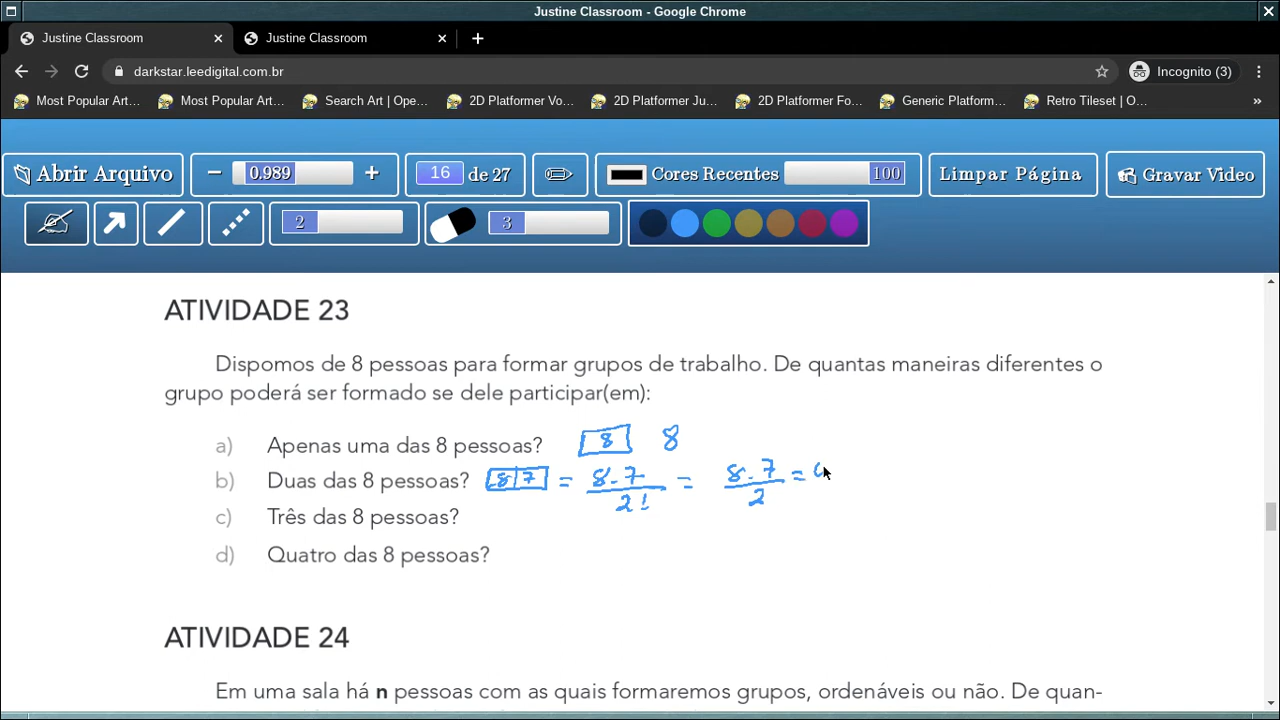 Justine Classroom - Google Chrome
Justine Classroom
Justine Classroom
darkstar.leedigital.com.br
Incognito (3)
Most Popular Art...
Most Popular Art...
Search Art | Ope...
2D Platformer Vo...
2D Platformer Ju...
2D Platformer Fo...
Generic Platform...
Retro Tileset | O...
»
Abrir Arquivo
− 0,989 +
16 de 27
Cores Recentes 100
Limpar Página
Gravar Video
2
3
ATIVIDADE 23
Dispomos de 8 pessoas para formar grupos de trabalho. De quantas maneiras diferentes o
grupo poderá ser formado se dele participar(em):
a) Apenas uma das 8 pessoas? 8 8
b) Duas das 8 pessoas? 8|7 = 8.7/2! = 8.7/2 =
c) Três das 8 pessoas?
d) Quatro das 8 pessoas?
ATIVIDADE 24
Em uma sala há n pessoas com as quais formaremos grupos, ordenáveis ou não. De quan-